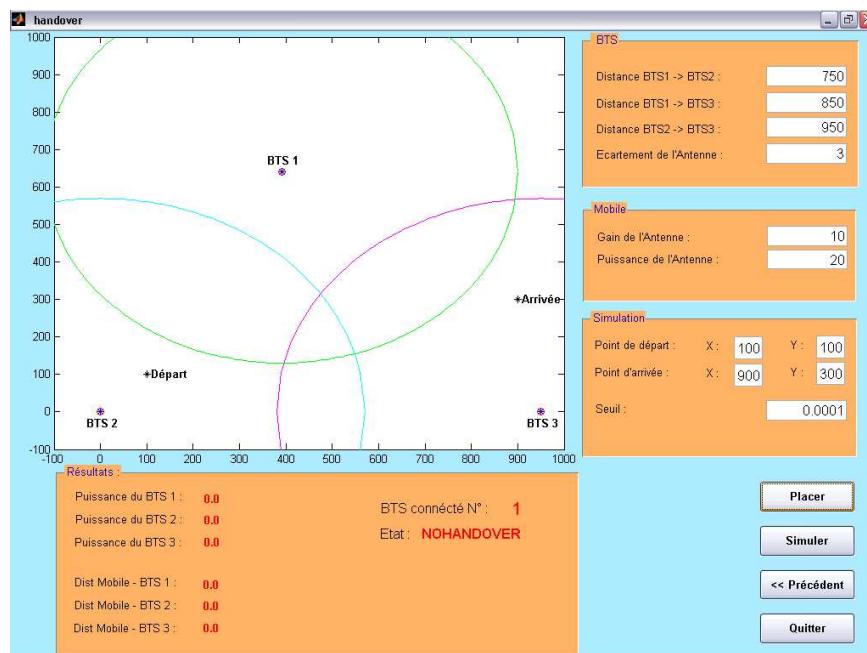 handover
1000
900
800
700
600
500
400
300
200
100
0
-100
-100 0 100 200 300 400 500 600 700 800 900 1000
BTS 1
Arrivée
Départ
BTS 2
BTS 3
BTS
Distance BTS1 -> BTS2 : 750
Distance BTS1 -> BTS3 : 850
Distance BTS2 -> BTS3 : 950
Ecartement de l'Antenne : 3
Mobile
Gain de l'Antenne : 10
Puissance de l'Antenne : 20
Simulation
Point de départ : X : 100 Y : 100
Point d'arrivée : X : 900 Y : 300
Seuil : 0.0001
Résultats :
Puissance du BTS 1 : 0.0
Puissance du BTS 2 : 0.0
Puissance du BTS 3 : 0.0
Dist Mobile - BTS 1 : 0.0
Dist Mobile - BTS 2 : 0.0
Dist Mobile - BTS 3 : 0.0
BTS connécté N° : 1
Etat : NOHANDOVER
Placer
Simuler
<< Précédent
Quitter